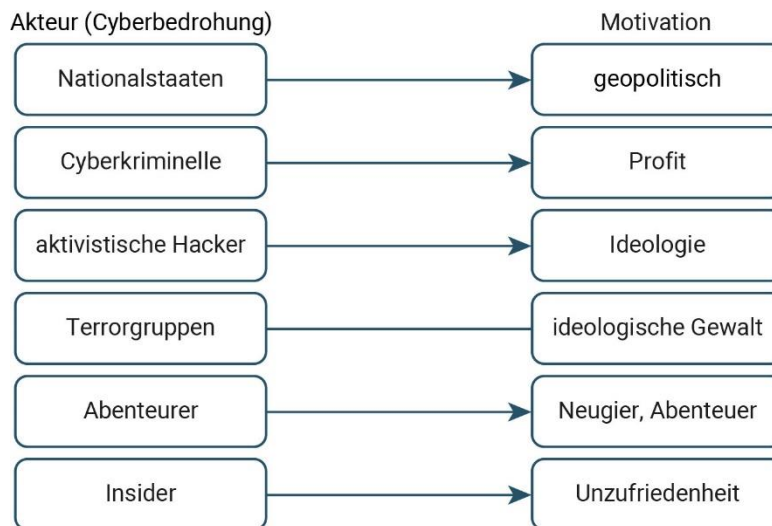 Akteur (Cyberbedrohung) Motivation
Nationalstaaten geopolitisch
Cyberkriminelle Profit
aktivistische Hacker Ideologie
Terrorgruppen ideologische Gewalt
Abenteurer Neugier, Abenteuer
Insider Unzufriedenheit